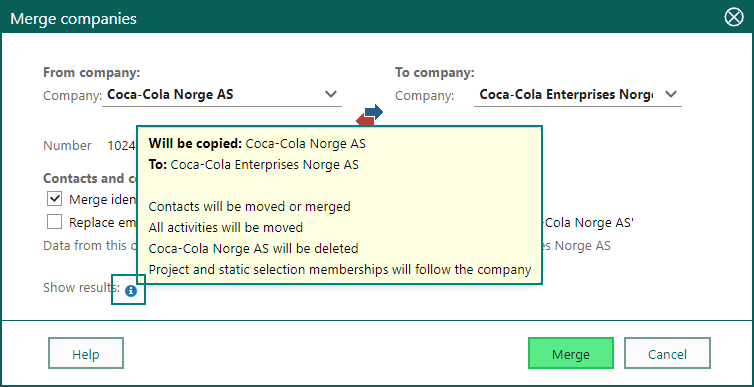 Merge companies
From company:
To company:
Company: Coca-Cola Norge AS
Company: Coca-Cola Enterprises Norge
Number 1024
Will be copied: Coca-Cola Norge AS
To: Coca-Cola Enterprises Norge AS
Contacts will be moved or merged
All activities will be moved
Coca-Cola Norge AS will be deleted
Project and static selection memberships will follow the company
Contacts and
Merge
Replace
-Cola Norge AS'
Data from this
es Norge AS
Show results:
Help
Merge
Cancel